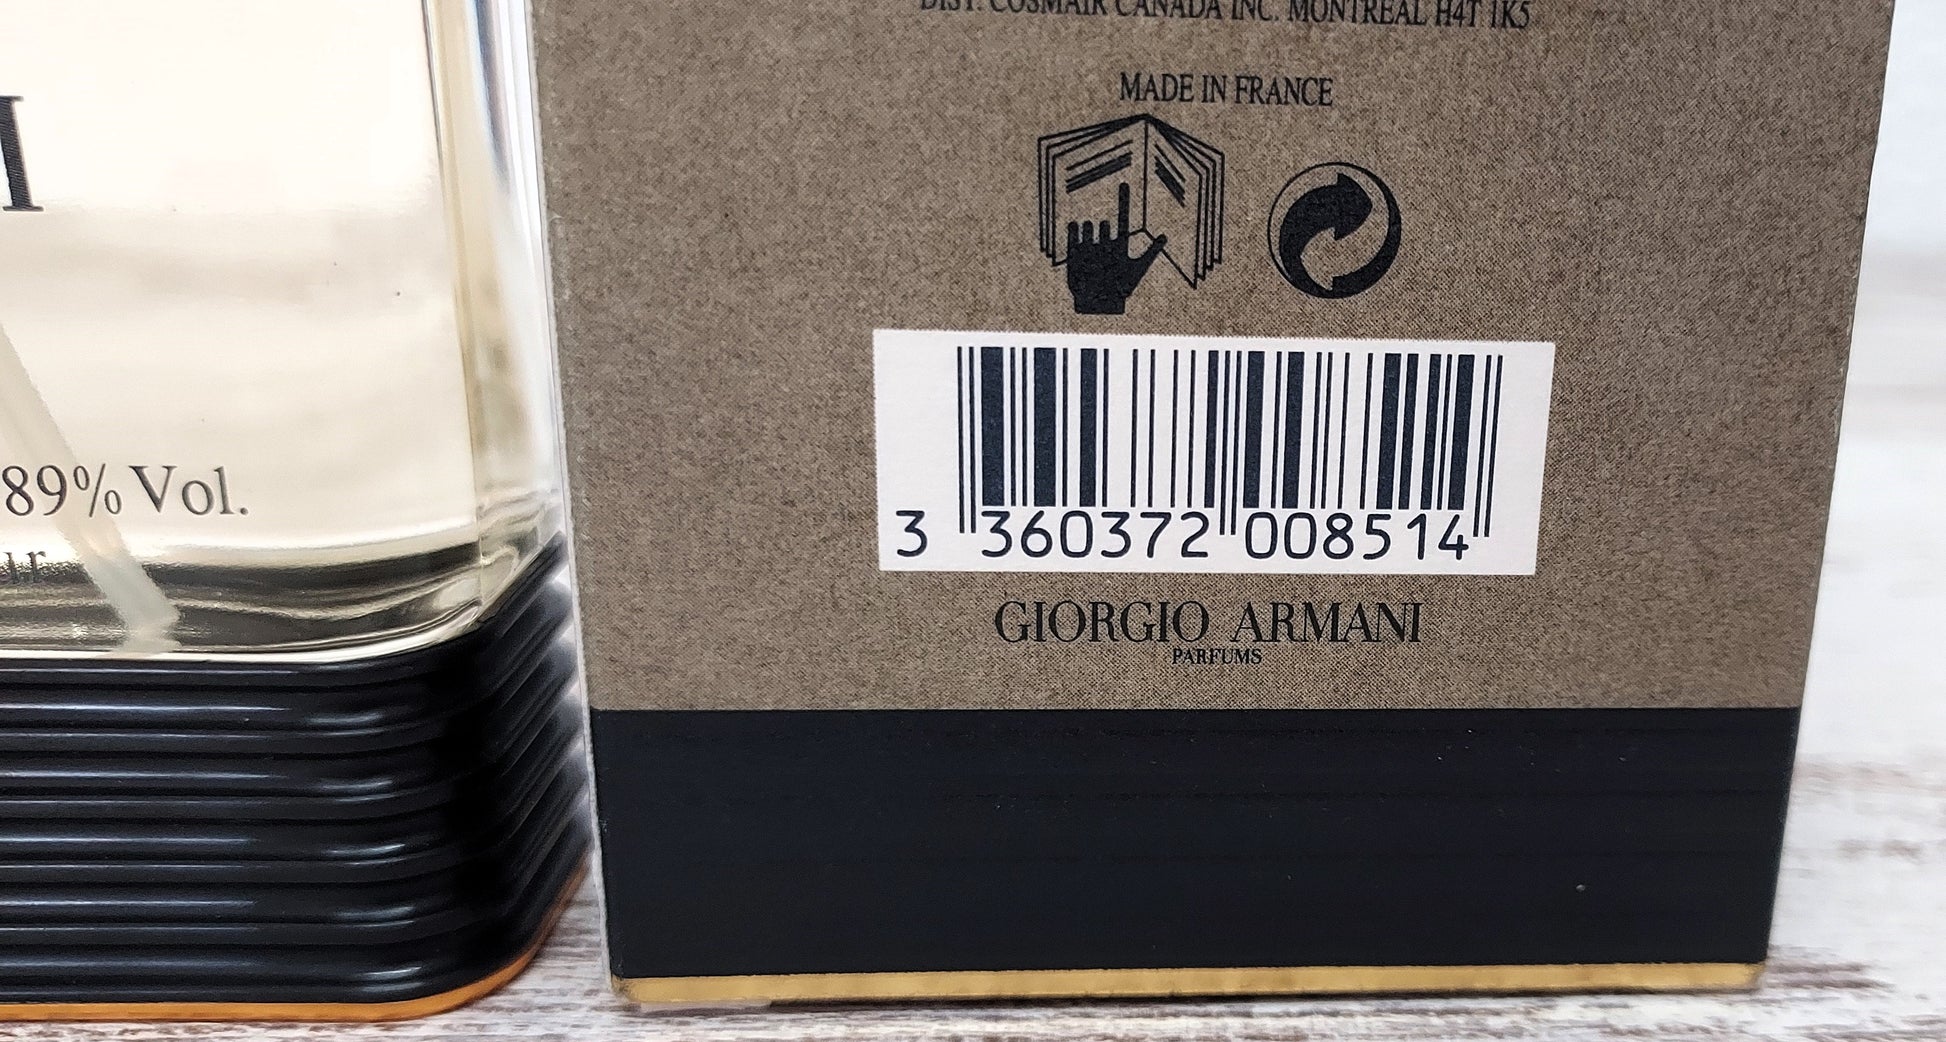 I
89% Vol.
DIST. COSMAIR CANADA INC. MONTREAL H4T 1K5
MADE IN FRANCE
3 360372 008514
GIORGIO ARMANI
PARFUMS